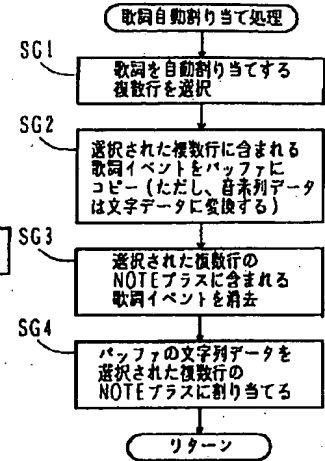 歌詞自動割り当て処理
SG1
歌詞を自動割り当てする
複数行を選択
SG2
選択された複数行に含まれる
歌詞イベントをバッファに
コピー(ただし、音素列データ
は文字データに変換する)
SG3
選択された複数行の
NOTEプラスに含まれる
歌詞イベントを消去
SG4
バッファの文字列データを
選択された複数行の
NOTEプラスに割り当てる
リターン